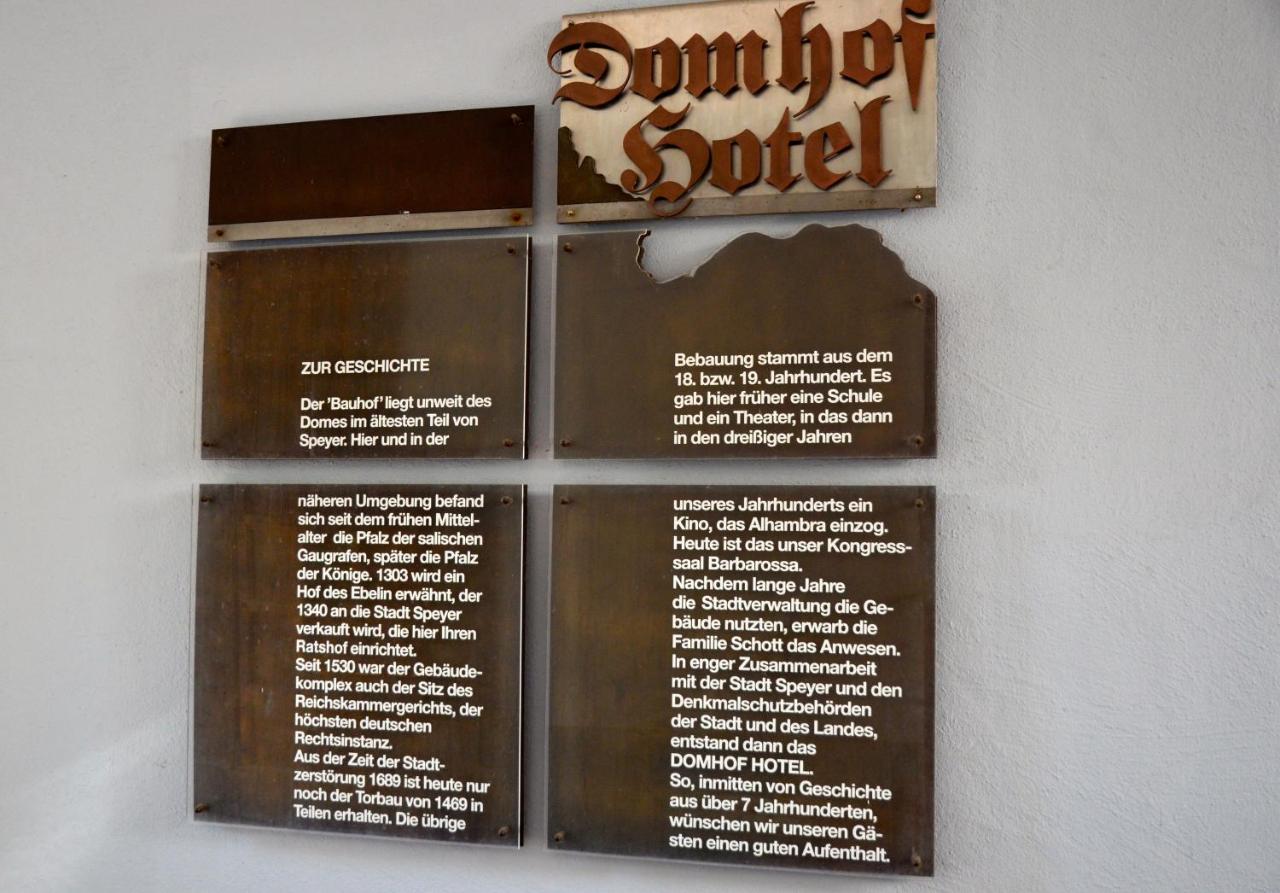 Domhof
Hotel
ZUR GESCHICHTE
Der 'Bauhof' liegt unweit des
Domes im ältesten Teil von
Speyer. Hier und in der
näheren Umgebung befand
sich seit dem frühen Mittel-
alter die Pfalz der salischen
Gaugrafen, später die Pfalz
der Könige. 1303 wird ein
Hof des Ebelin erwähnt, der
1340 an die Stadt Speyer
verkauft wird, die hier Ihren
Ratshof einrichtet.
Seit 1530 war der Gebäude-
komplex auch der Sitz des
Reichskammergerichts, der
höchsten deutschen
Rechtsinstanz.
Aus der Zeit der Stadt-
zerstörung 1689 ist heute nur
noch der Torbau von 1469 in
Teilen erhalten. Die übrige
Bebauung stammt aus dem
18. bzw. 19. Jahrhundert. Es
gab hier früher eine Schule
und ein Theater, in das dann
in den dreißiger Jahren
unseres Jahrhunderts ein
Kino, das Alhambra einzog.
Heute ist das unser Kongress-
saal Barbarossa.
Nachdem lange Jahre
die Stadtverwaltung die Ge-
bäude nutzten, erwarb die
Familie Schott das Anwesen.
In enger Zusammenarbeit
mit der Stadt Speyer und den
Denkmalschutzbehörden
der Stadt und des Landes,
entstand dann das
DOMHOF HOTEL.
So, inmitten von Geschichte
aus über 7 Jahrhunderten,
wünschen wir unseren Gä-
sten einen guten Aufenthalt.